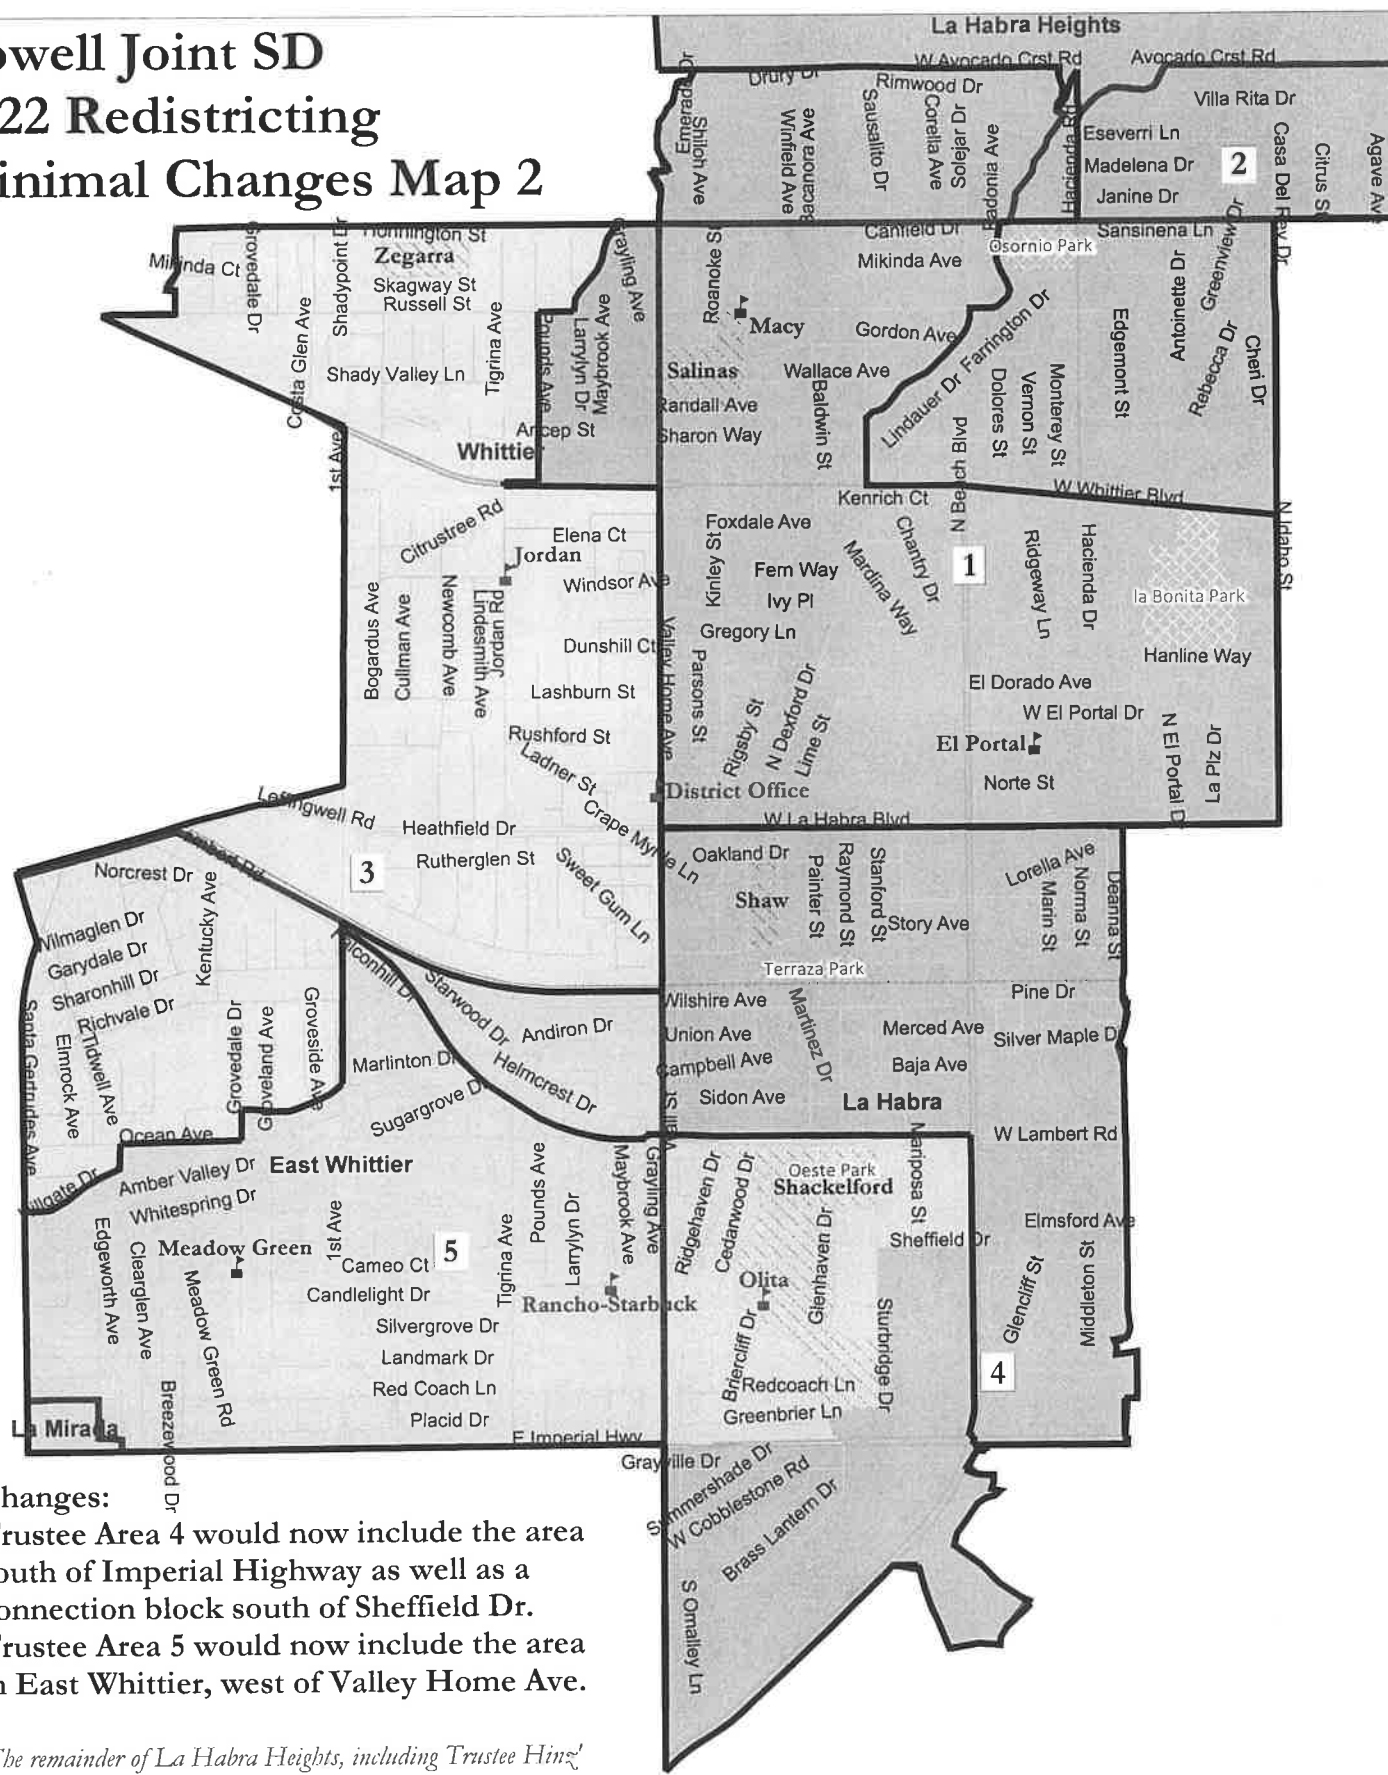 owell Joint SD
22 Redistricting
inimal Changes Map 2
La Habra Heights
W Avocado Crst Rd
Avocado Crst Rd
Drury Dr
Rimwood Dr
Villa Rita Dr
Emerado Dr
Shiloh Ave
Winfield Ave
Bacanora Ave
Sausalito Dr
Corella Ave
Solejar Dr
Radonia Ave
Hacienda Rd
Eseverri Ln
Madelena Dr
2
Janine Dr
Casa Del Rey Dr
Citrus St
Agave Av
Hornington St
Zegarra
Mikinda Ct
Grovedale Dr
Shadypoint Dr
Skagway St
Russell St
Grayling Ave
Roanoke St
Canfield Dr
Osornio Park
Sansinena Ln
Mikinda Ave
Greenview Dr
Antoinette Dr
Costa Glen Ave
Tigrina Ave
Pounds Ave
Larrylyn Dr
Maybrook Ave
Macy
Gordon Ave
Farrington Dr
Edgemont St
Rebecca Dr
Cheri Dr
Shady Valley Ln
Salinas
Wallace Ave
Lindauer Dr
Dolores St
Vernon St
Monterey St
Randall Ave
Baldwin St
Ancep St
Sharon Way
Whittie
1st Ave
N Beach Blvd
Kenrich Ct
W Whittier Blvd
N Idaho St
Citrustree Rd
Elena Ct
Foxdale Ave
Jordan
Kinley St
Chantry Dr
Windsor Ave
Fern Way
Mardina Way
1
Ridgeway Ln
Hacienda Dr
la Bonita Park
Ivy Pl
Bogardus Ave
Cullman Ave
Newcomb Ave
Lindesmith Ave
Jordan Rd
Dunshill Ct
Valley Home Ave
Gregory Ln
Hanline Way
Lashburn St
Parsons St
El Dorado Ave
Rigsby St
N Dexford Dr
Lime St
W El Portal Dr
Rushford St
El Portal
N El Portal D
La Plz Dr
Ladner St
District Office
Norte St
Leffingwell Rd
Crape Myrtle Ln
W La Habra Blvd
Heathfield Dr
Lambert Rd
Rutherglen St
Sweet Gum Ln
Oakland Dr
Painter St
Raymond St
Stanford St
Lorella Ave
Marin St
Norma St
Deanna St
Norcrest Dr
3
Shaw
Story Ave
Kentucky Ave
Wilmaglen Dr
Garydale Dr
Sharonhill Dr
Richvale Dr
Falconhill Dr
Starwood Dr
Terraza Park
Pine Dr
Wilshire Ave
Martinez Dr
Andiron Dr
Union Ave
Merced Ave
Silver Maple D
Santa Gertrudes Ave
Elmrock Ave
Tidwell Ave
Grovedale Dr
Groveland Ave
Groveside Ave
Marlinton Dr
Helmcrest Dr
Campbell Ave
Baja Ave
Sugargrove Dr
Sidon Ave
La Habra
Ocean Ave
W Lambert Rd
Hillgate Dr
Amber Valley Dr
East Whittier
Whitespring Dr
Pounds Ave
Maybrook Ave
Grayling Ave
Ridgehaven Dr
Cedarwood Dr
Oeste Park
Shackelford
Mariposa St
Edgeworth Ave
Clearglen Ave
Meadow Green
1st Ave
5
Tigrina Ave
Larrylyn Dr
Glenhaven Dr
Sheffield Dr
Elmsford Ave
Cameo Ct
Olita
Glencliff St
Middleton St
Meadow Green Rd
Candlelight Dr
Rancho-Starbuck
Silvergrove Dr
Briercliff Dr
Sturbridge Dr
Landmark Dr
4
Red Coach Ln
Redcoach Ln
Breezewood Dr
Placid Dr
Greenbrier Ln
La Mirada
E Imperial Hwy
Grayville Dr
Summershade Dr
W Cobblestone Rd
Brass Lantern Dr
S Omalley Ln
hanges:
rustee Area 4 would now include the area
outh of Imperial Highway as well as a
onnection block south of Sheffield Dr.
rustee Area 5 would now include the area
n East Whittier, west of Valley Home Ave.
The remainder of La Habra Heights, including Trustee Hinz'